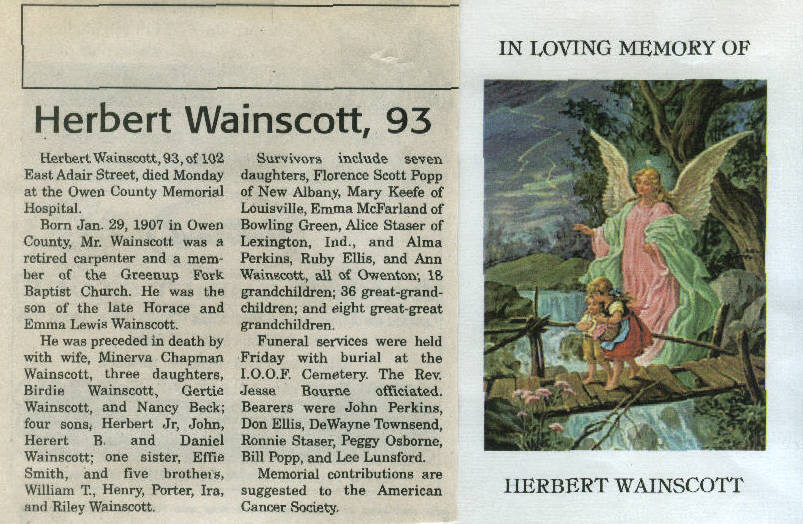 Herbert Wainscott, 93
Herbert Wainscott, 93, of 102
East Adair Street, died Monday
at the Owen County Memorial
Hospital.
Born Jan. 29, 1907 in Owen
County, Mr. Wainscott was a
retired carpenter and a mem-
ber of the Greenup Fork
Baptist Church. He was the
son of the late Horace and
Emma Lewis Wainscott.
He was preceded in death by
with wife, Minerva Chapman
Wainscott, three daughters,
Birdie Wainscott, Gertie
Wainscott, and Nancy Beck;
four sons, Herbert Jr, John,
Herert B. and Daniel
Wainscott; one sister, Effie
Smith, and five brothers,
William T., Henry, Porter, Ira,
and Riley Wainscott.
Survivors include seven
daughters, Florence Scott Popp
of New Albany, Mary Keefe of
Louisville, Emma McFarland of
Bowling Green, Alice Staser of
Lexington, Ind., and Alma
Perkins, Ruby Ellis, and Ann
Wainscott, all of Owenton; 18
grandchildren; 36 great-grand-
children; and eight great-great
grandchildren.
Funeral services were held
Friday with burial at the
I.O.O.F. Cemetery. The Rev.
Jesse Bourne officiated.
Bearers were John Perkins,
Don Ellis, DeWayne Townsend,
Ronnie Staser, Peggy Osborne,
Bill Popp, and Lee Lunsford.
Memorial contributions are
suggested to the American
Cancer Society.
IN LOVING MEMORY OF
HERBERT WAINSCOTT